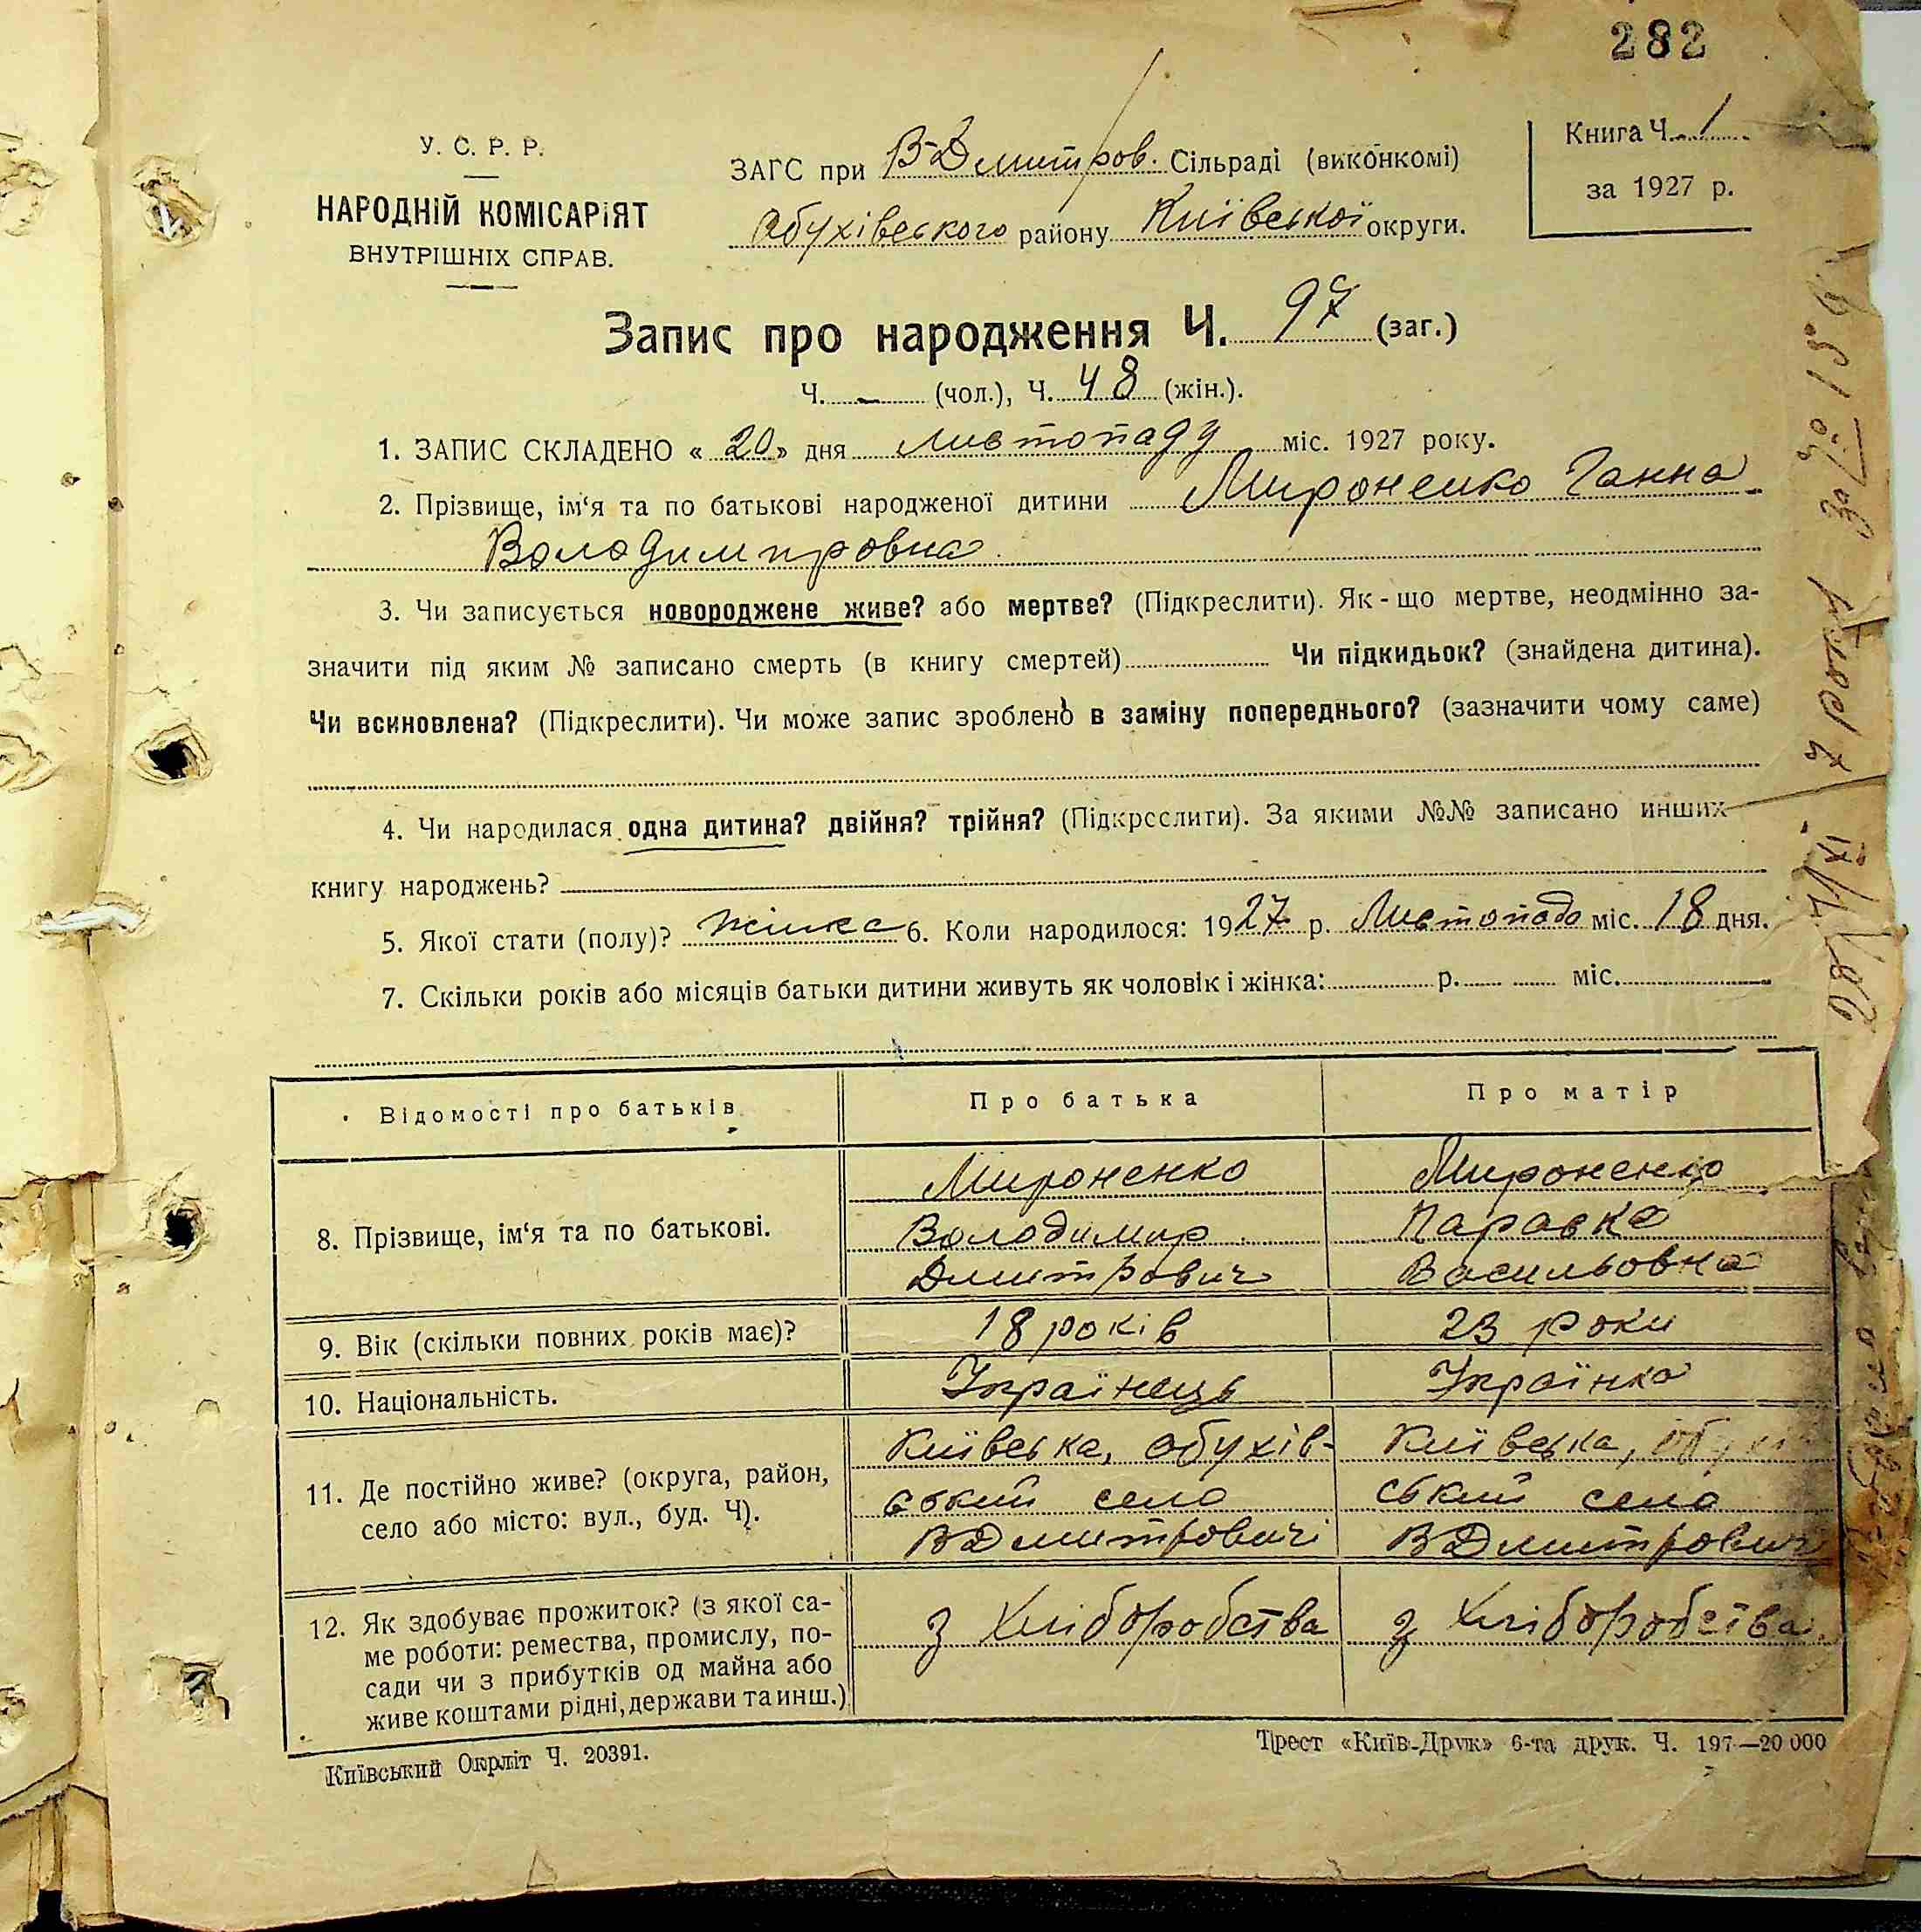 282
У. С. Р. Р.
НАРОДНІЙ КОМІСАРІЯТ
ВНУТРІШНІХ СПРАВ.
ЗАГС при В-Дмитров. Сільраді (виконкомі)
Обухівського району Київської округи.
Книга Ч. 1
за 1927 р.
Запис про народження Ч. 97 (заг.)
Ч. - (чол.), Ч. 48 (жін.).
1. ЗАПИС СКЛАДЕНО « 20 » дня листопаду міс. 1927 року.
2. Прізвище, ім‘я та по батькові народженої дитини Мироненко Ганна
Володимировна
3. Чи записується новороджене живе? або мертве? (Підкреслити). Як-що мертве, неодмінно за-
значити під яким № записано смерть (в книгу смертей) Чи підкидьок? (знайдена дитина).
Чи всиновлена? (Підкреслити). Чи може запис зроблено в заміну попереднього? (зазначити чому саме)
4. Чи народилася одна дитина? двійня? трійня? (Підкреслити). За якими №№ записано инших
книгу народжень?
5. Якої стати (полу)? жінка 6. Коли народилося: 1927 р. Листопада міс. 18 дня.
7. Скільки років або місяців батьки дитини живуть як чоловік і жінка: р. міс.
Відомості про батьків
Про батька
Про матір
8. Прізвище, ім‘я та по батькові.
Мироненко
Володимир
Дмитрович
Мироненко
Параска
Васильовна
9. Вік (скільки повних років має)?
18 років
23 роки
10. Національність.
Українець
Українка
11. Де постійно живе? (округа, район,
село або місто: вул., буд. Ч).
Київська, обухів-
ський село
ВДмитровичі
Київська, обухі
ський село
ВДмитрович
12. Як здобуває прожиток? (з якої са-
ме роботи: ремества, промислу, по-
сади чи з прибутків од майна або
живе коштами рідні, держави та инш.)
з Хліборобства
з Хліборобства
Київський Окрліт Ч. 20391.
Трест «Київ-Друк» 6-та друк. Ч. 197—20 000